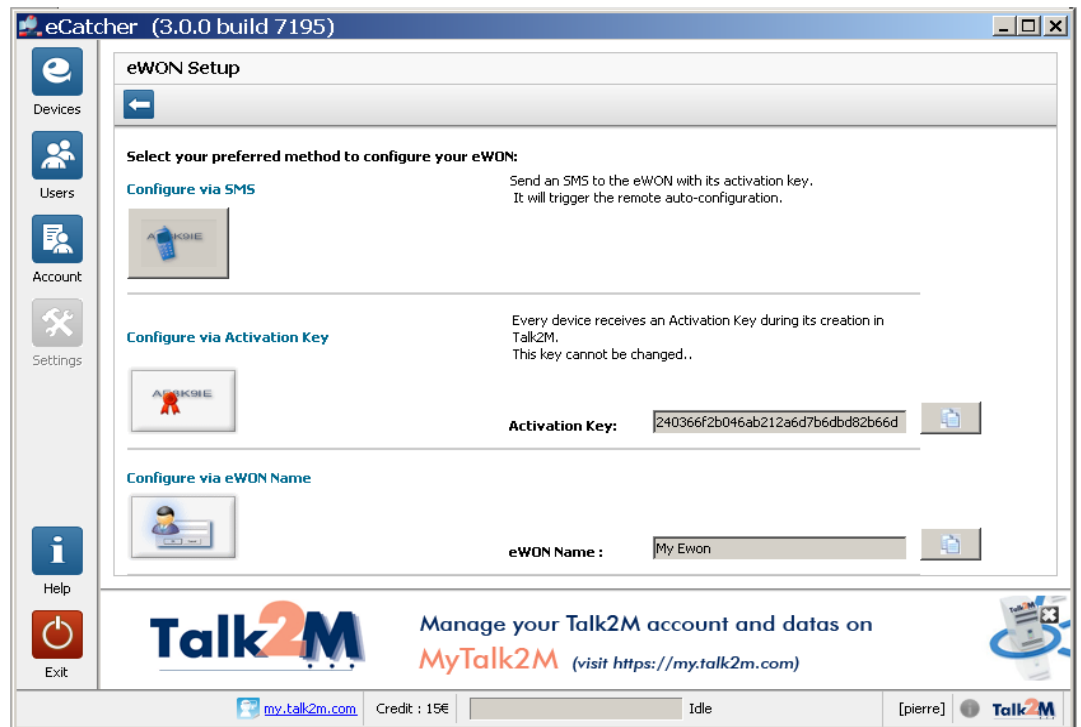 eCatcher (3.0.0 build 7195)
Devices
Users
Account
Settings
Help
Exit
eWON Setup
Select your preferred method to configure your eWON:
Configure via SMS
Send an SMS to the eWON with its activation key.
It will trigger the remote auto-configuration.
Configure via Activation Key
Every device receives an Activation Key during its creation in
Talk2M.
This key cannot be changed..
Activation Key:
240366f2b046ab212a6d7b6dbd82b66d
Configure via eWON Name
eWON Name :
My Ewon
Talk2M
Manage your Talk2M account and datas on
MyTalk2M (visit https://my.talk2m.com)
my.talk2m.com
Credit : 15€
Idle
[pierre]
Talk2M